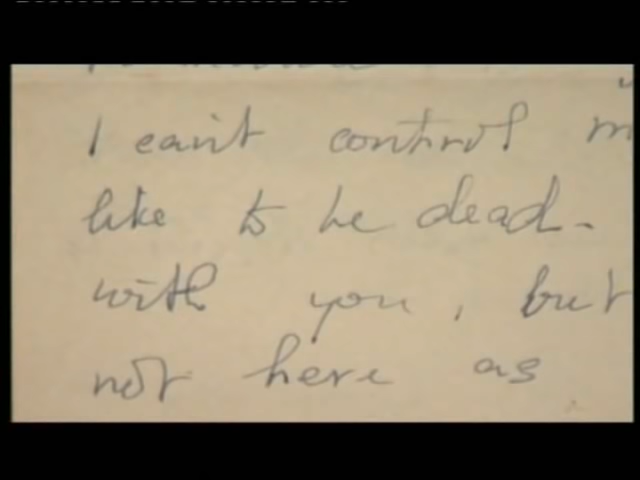 I can't control m
like to be dead.
with you, but
not here as